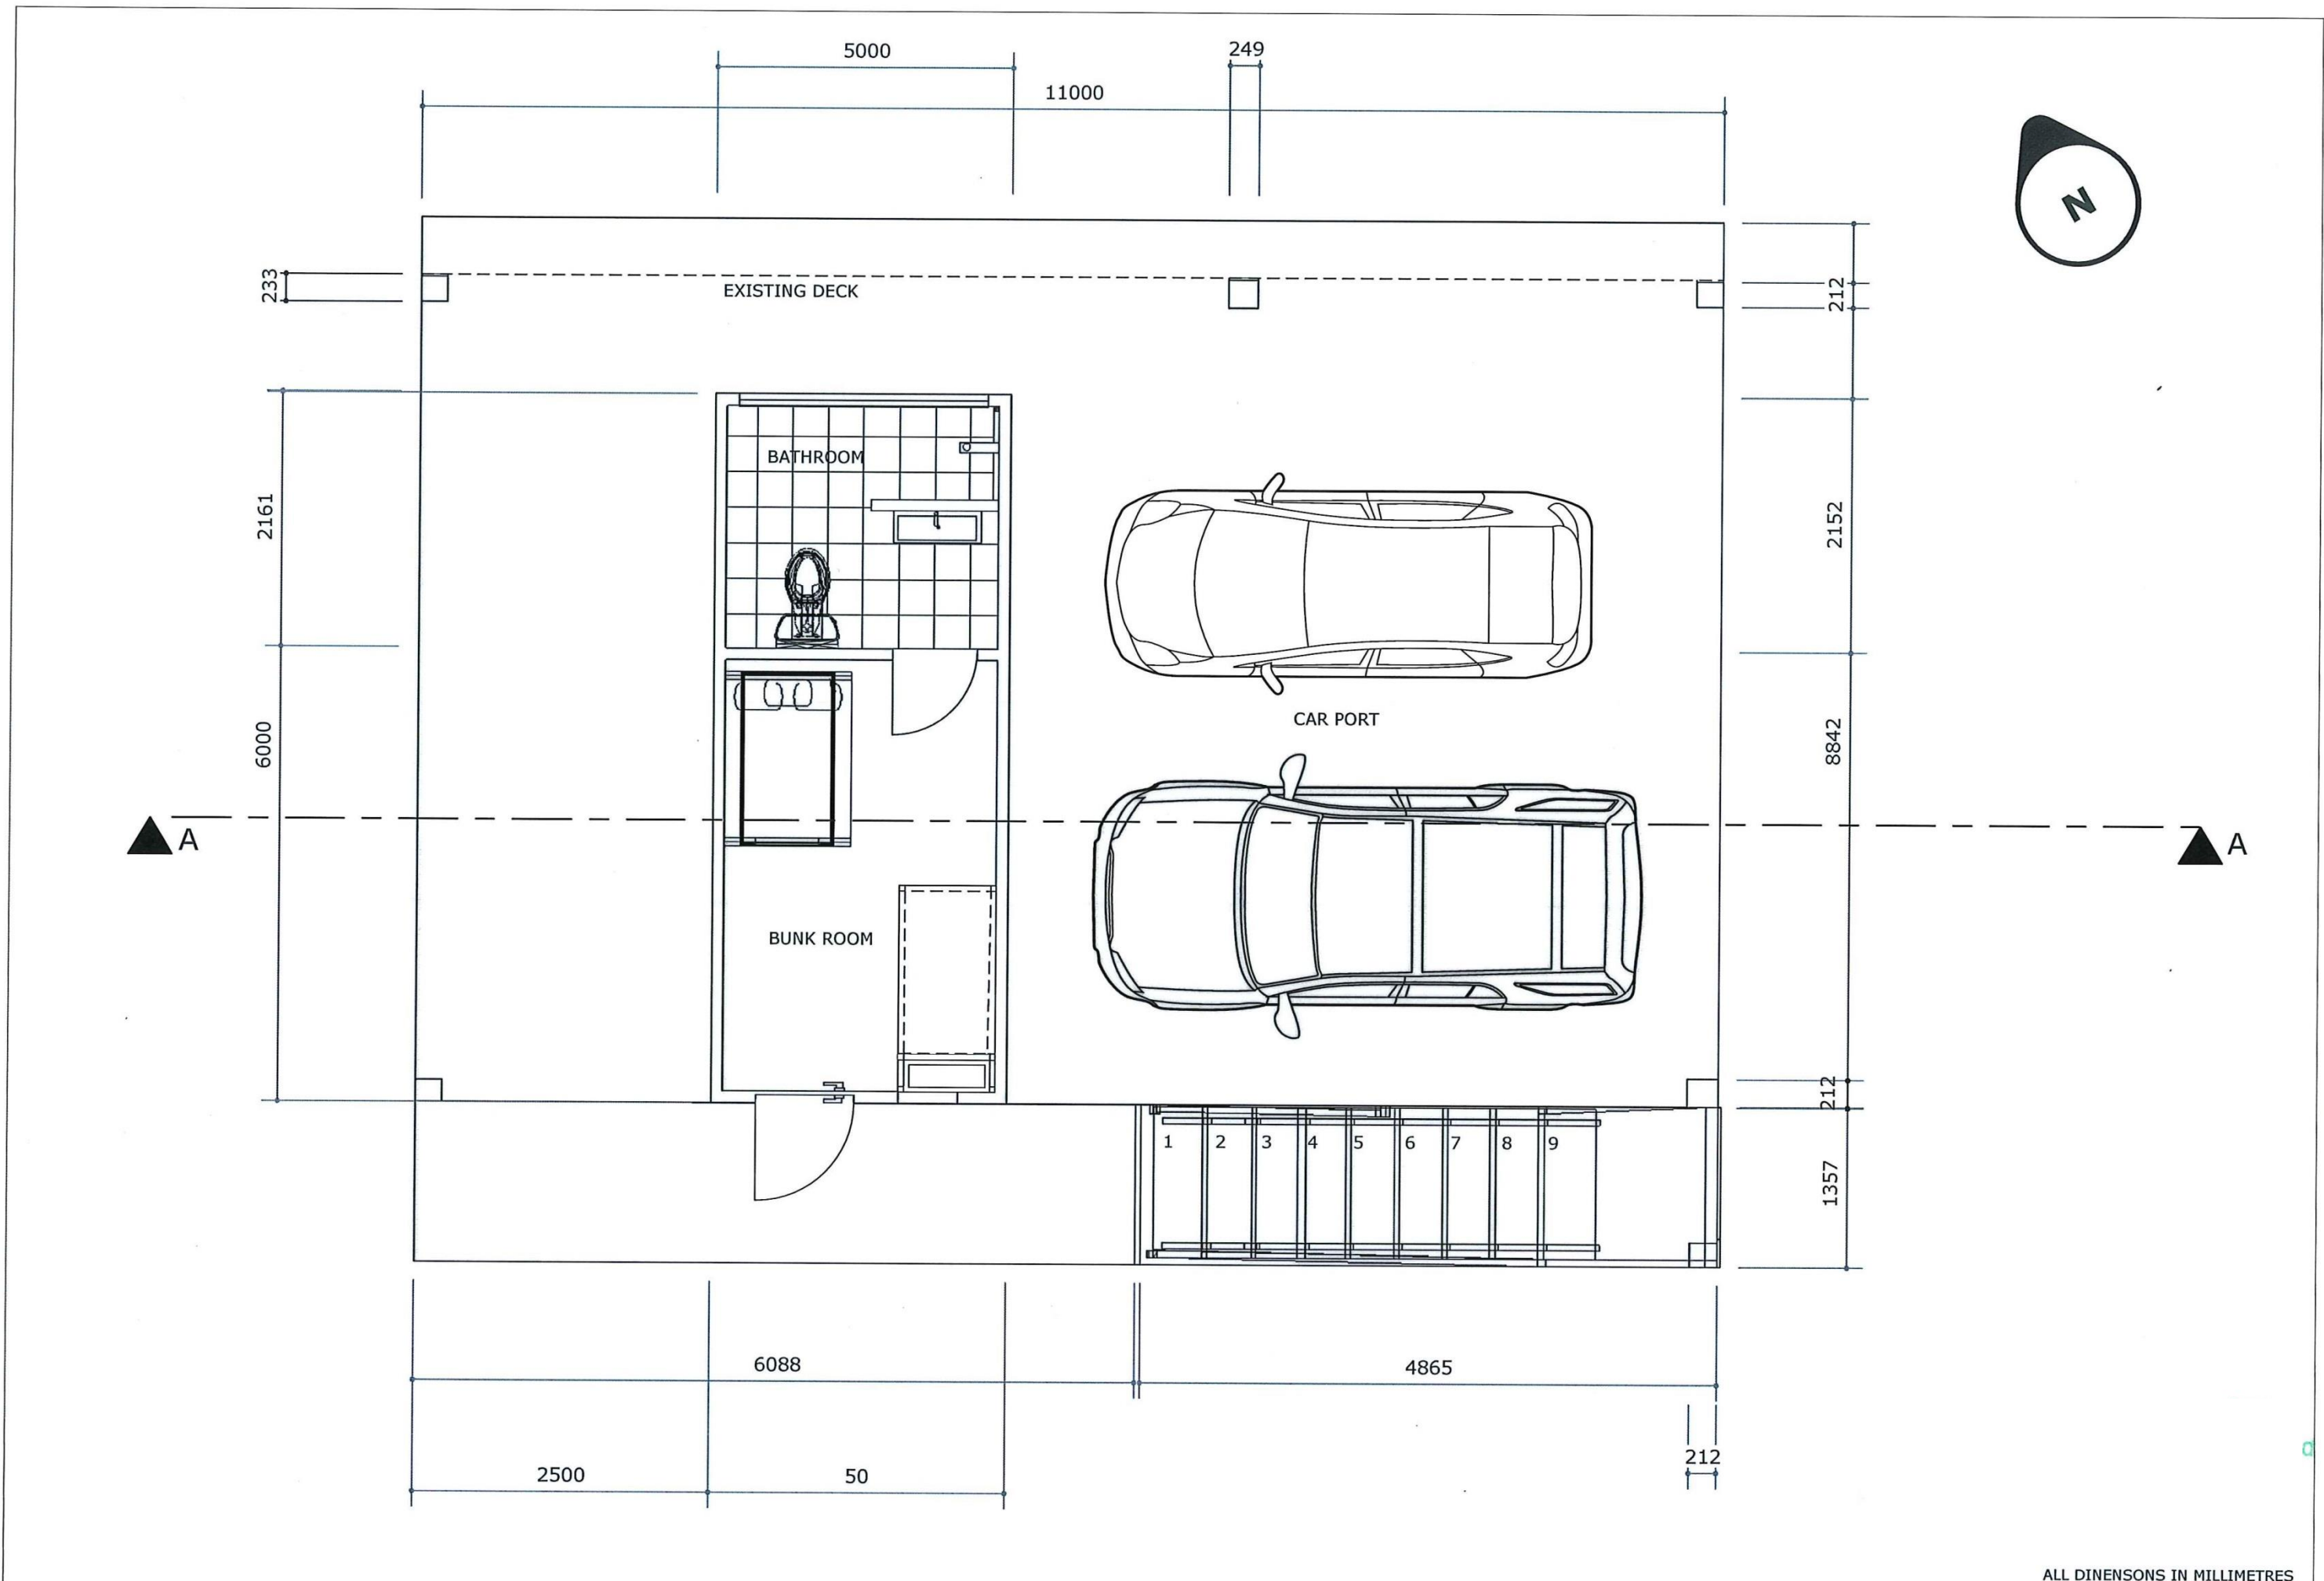 5000
249
11000
N
233
212
EXISTING DECK
BATHROOM
2161
2152
CAR PORT
6000
8842
A
A
BUNK ROOM
212
1 2 3 4 5 6 7 8 9
1357
6088
4865
212
2500
50
ALL DINENSONS IN MILLIMETRES